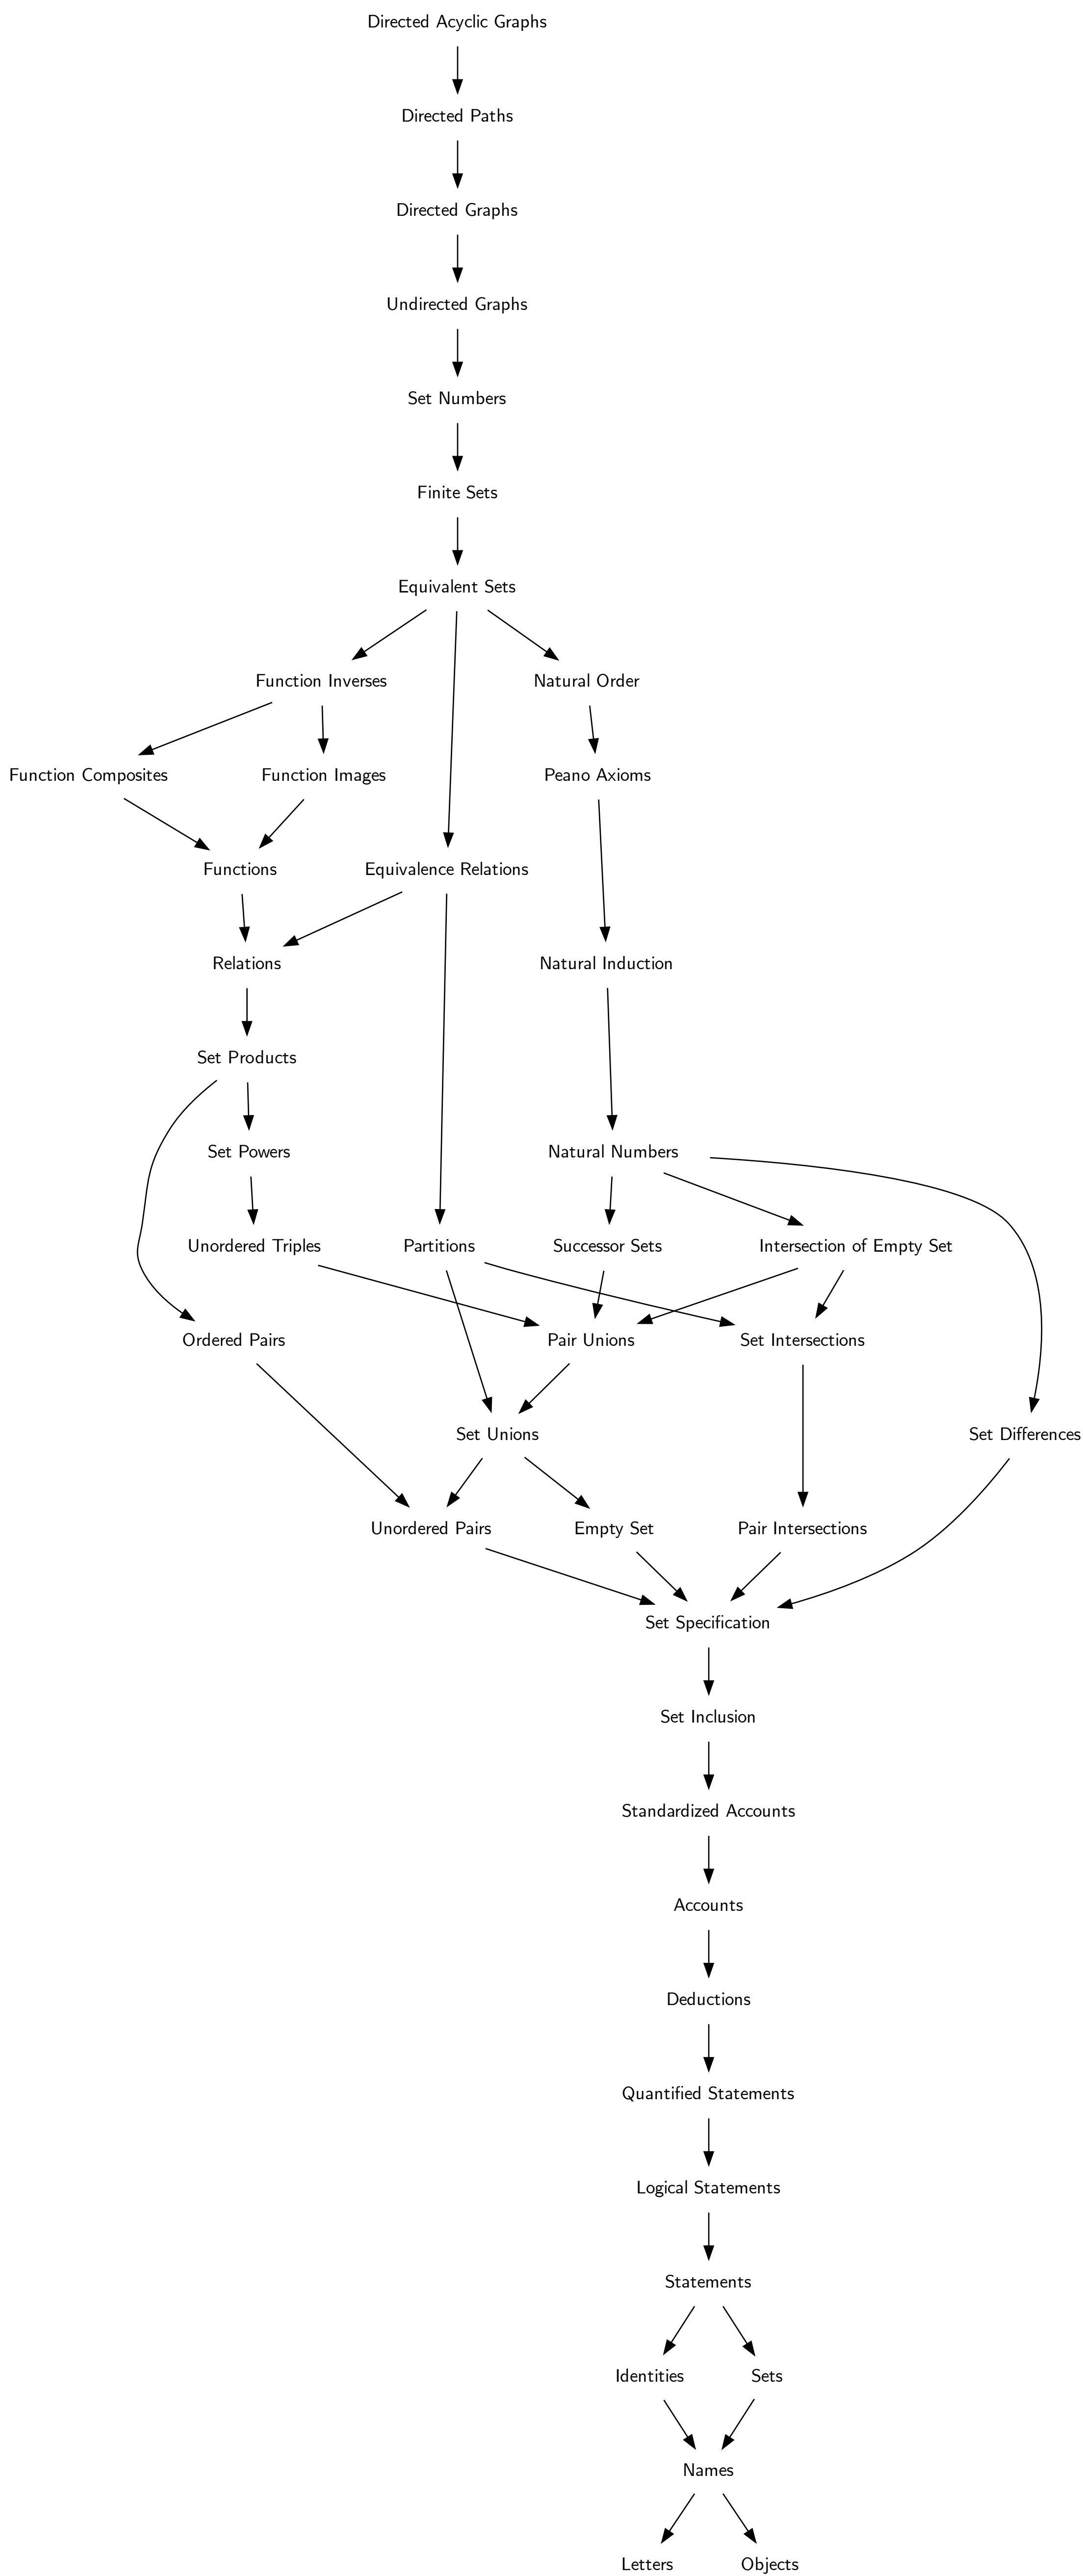 Directed Acyclic Graphs
Directed Paths
Directed Graphs
Undirected Graphs
Set Numbers
Finite Sets
Equivalent Sets
Function Inverses
Natural Order
Function Composites
Function Images
Peano Axioms
Functions
Equivalence Relations
Relations
Natural Induction
Set Products
Set Powers
Natural Numbers
Unordered Triples
Partitions
Successor Sets
Intersection of Empty Set
Ordered Pairs
Pair Unions
Set Intersections
Set Unions
Set Differences
Unordered Pairs
Empty Set
Pair Intersections
Set Specification
Set Inclusion
Standardized Accounts
Accounts
Deductions
Quantified Statements
Logical Statements
Statements
Identities
Sets
Names
Letters
Objects